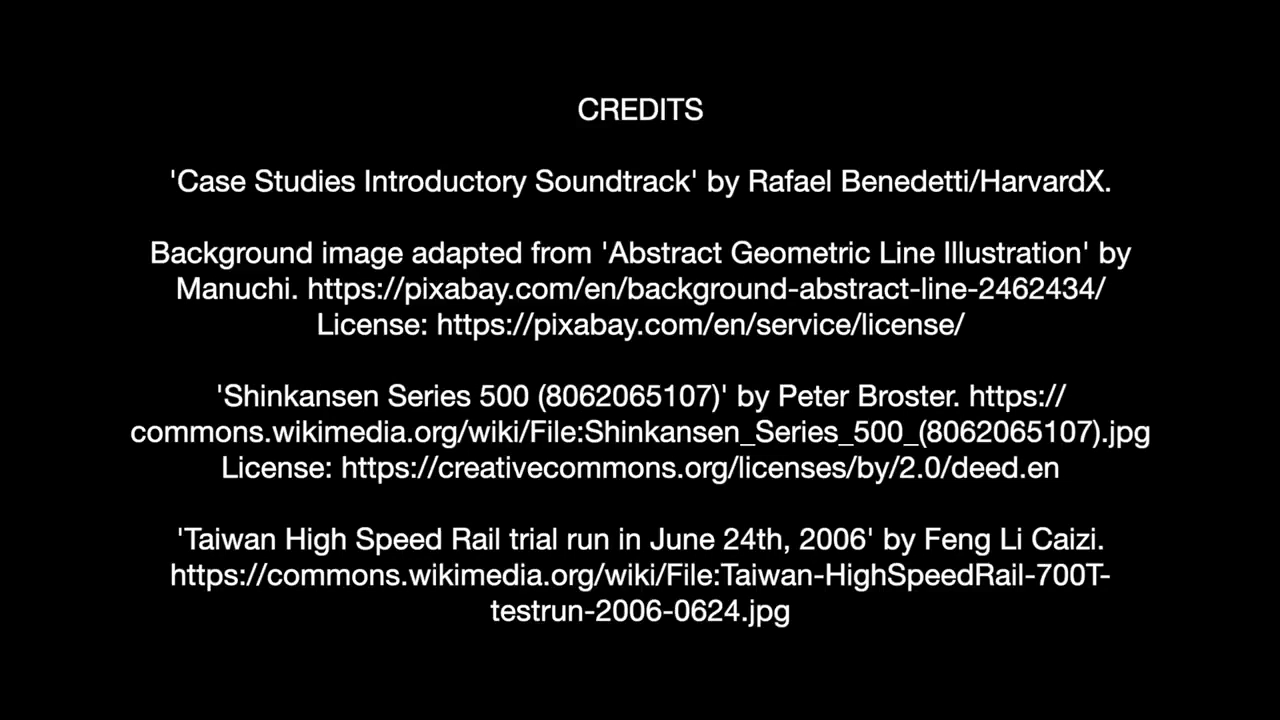 CREDITS
'Case Studies Introductory Soundtrack' by Rafael Benedetti/HarvardX.
Background image adapted from 'Abstract Geometric Line Illustration' by
Manuchi. https://pixabay.com/en/background-abstract-line-2462434/
License: https://pixabay.com/en/service/license/
'Shinkansen Series 500 (8062065107)' by Peter Broster. https://
commons.wikimedia.org/wiki/File:Shinkansen_Series_500_(8062065107).jpg
License: https://creativecommons.org/licenses/by/2.0/deed.en
'Taiwan High Speed Rail trial run in June 24th, 2006' by Feng Li Caizi.
https://commons.wikimedia.org/wiki/File:Taiwan-HighSpeedRail-700T-
testrun-2006-0624.jpg